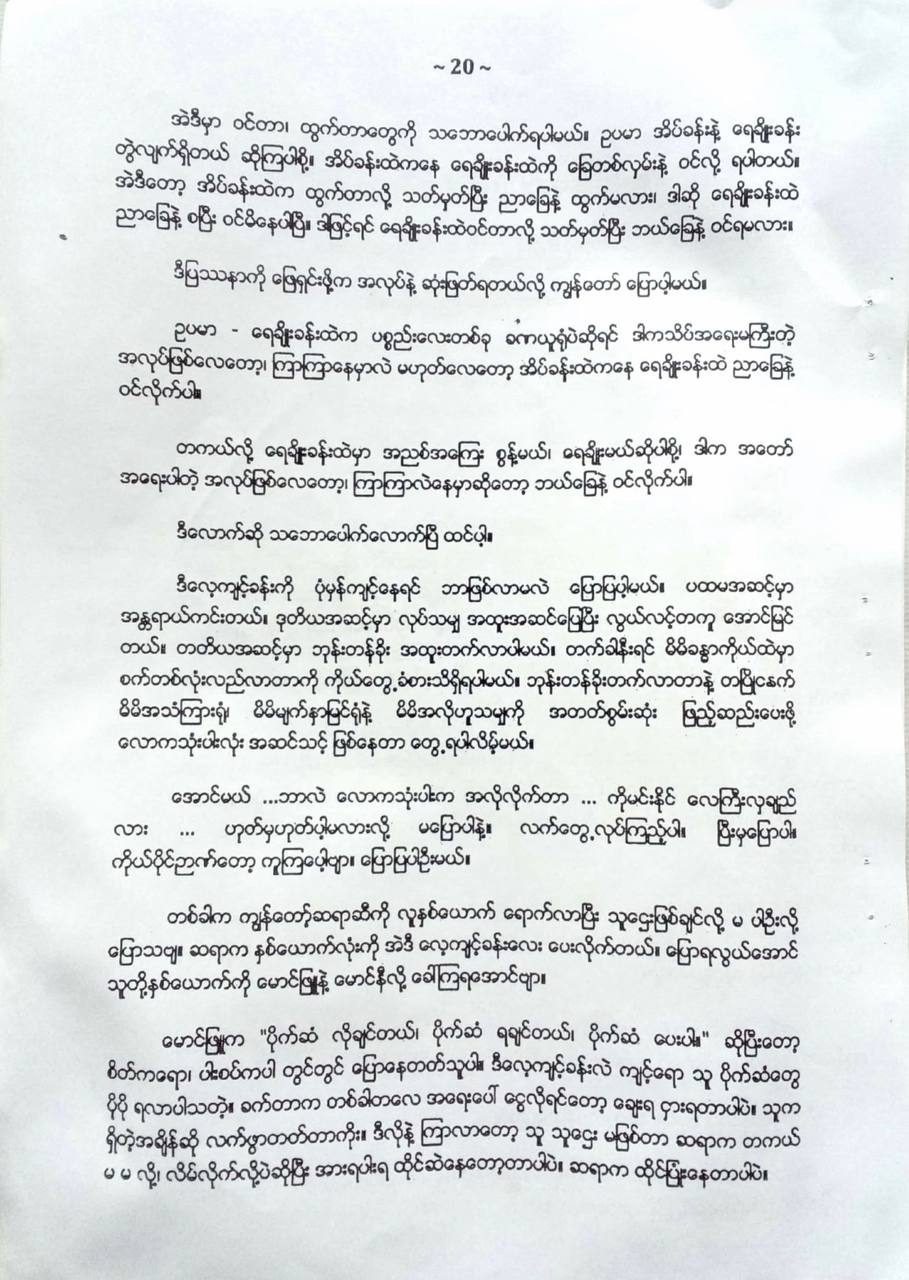 ~ 20 ~
အဲဒီမှာ ဝင်တာ၊ ထွက်တာတွေကို သဘောပေါက်ရပါမယ်။ ဥပမာ အိပ်ခန်းနဲ့ ရေချိုးခန်း
တွဲလျက်ရှိတယ် ဆိုကြပါစို့။ အိပ်ခန်းထဲကနေ ရေချိုးခန်းထဲကို ခြေတစ်လှမ်းနဲ့ ဝင်လို့ ရပါတယ်။
အဲဒီတော့ အိပ်ခန်းထဲက ထွက်တာလို့ သတ်မှတ်ပြီး ညာခြေနဲ့ ထွက်မလား၊ ဒါဆို ရေချိုးခန်းထဲ
ညာခြေနဲ့ စပြီး ဝင်မိနေပါပြီ။ ဒါဖြင့်ရင် ရေချိုးခန်းထဲဝင်တာလို့ သတ်မှတ်ပြီး ဘယ်ခြေနဲ့ ဝင်ရမလား။
ဒီပြဿနာကို ဖြေရှင်းဖို့က အလုပ်နဲ့ ဆုံးဖြတ်ရတယ်လို့ ကျွန်တော် ပြောပါ့မယ်။
ဥပမာ - ရေချိုးခန်းထဲက ပစ္စည်းလေးတစ်ခု ခဏယူရုံပဲဆိုရင် ဒါကသိပ်အရေးမကြီးတဲ့
အလုပ်ဖြစ်လေတော့၊ ကြာကြာနေမှာလဲ မဟုတ်လေတော့ အိပ်ခန်းထဲကနေ ရေချိုးခန်းထဲ ညာခြေနဲ့
ဝင်လိုက်ပါ။
တကယ်လို့ ရေချိုးခန်းထဲမှာ အညစ်အကြေး စွန့်မယ်၊ ရေချိုးမယ်ဆိုပါစို့၊ ဒါက အတော်
အရေးပါတဲ့ အလုပ်ဖြစ်လေတော့၊ ကြာကြာလဲနေမှာဆိုတော့ ဘယ်ခြေနဲ့ ဝင်လိုက်ပါ။
ဒီလောက်ဆို သဘောပေါက်လောက်ပြီ ထင်ပါ့။
ဒီလေ့ကျင့်ခန်းကို ပုံမှန်ကျင့်နေရင် ဘာဖြစ်လာမလဲ ပြောပြပါ့မယ်။ ပထမအဆင့်မှာ
အန္တရာယ်ကင်းတယ်။ ဒုတိယအဆင့်မှာ လုပ်သမျှ အထူးအဆင်ပြေပြီး လွယ်လင့်တကူ အောင်မြင်
တယ်။ တတိယအဆင့်မှာ ဘုန်းတန်ခိုး အထူးတက်လာပါမယ်။ တက်ခါနီးရင် မိမိခန္ဓာကိုယ်ထဲမှာ
စက်တစ်လုံးလည်လာတာကို ကိုယ်တွေ့ခံစားသိရှိရပါမယ်။ ဘုန်းတန်ခိုးတက်လာတာနဲ့ တပြိုငနက်
မိမိအသံကြားရုံ၊ မိမိမျက်နှာမြင်ရုံနဲ့ မိမိအလိုဟူသမျှကို အတတ်စွမ်းဆုံး ဖြည့်ဆည်းပေးဖို့
လောကသုံးပါးလုံး အဆင်သင့် ဖြစ်နေတာ တွေ့ရပါလိမ့်မယ်။
အောင်မယ် ...ဘာလဲ လောကသုံးပါးက အလိုလိုက်တာ ... ကိုမင်းနိုင် လေကြီးလှချည်
လား ... ဟုတ်မှဟုတ်ပါ့မလားလို့ မပြောပါနဲ့။ လက်တွေ့လုပ်ကြည့်ပါ။ ပြီးမှပြောပါ။
ကိုယ်ပိုင်ဉာဏ်တော့ ကူကြပေါ့ဗျာ။ ပြောပြပါဦးမယ်။
တစ်ခါက ကျွန်တော့်ဆရာဆီကို လူနှစ်ယောက် ရောက်လာပြီး သူဌေးဖြစ်ချင်လို့ မ ပါဦးလို့
ပြောသဗျ။ ဆရာက နှစ်ယောက်လုံးကို အဲဒီ လေ့ကျင့်ခန်းလေး ပေးလိုက်တယ်။ ပြောရလွယ်အောင်
သူတို့နှစ်ယောက်ကို မောင်ဖြူနဲ့ မောင်နီလို့ ခေါ်ကြရအောင်ဗျာ။
မောင်ဖြူက "ပိုက်ဆံ လိုချင်တယ်၊ ပိုက်ဆံ ရချင်တယ်၊ ပိုက်ဆံ ပေးပါ။" ဆိုပြီးတော့
စိတ်ကရော၊ ပါးစပ်ကပါ တွင်တွင် ပြောနေတတ်သူပါ။ ဒီလေ့ကျင့်ခန်းလဲ ကျင့်ရော သူ ပိုက်ဆံတွေ
ပိုပို ရလာပါသတဲ့။ ခက်တာက တစ်ခါတလေ အရေးပေါ် ငွေလိုရင်တော့ ချေးရ ငှားရတာပါပဲ။ သူက
ရှိတဲ့အချိန်ဆို လက်ဖွာတတ်တာကိုး။ ဒီလိုနဲ့ ကြာလာတော့ သူ သူဌေး မဖြစ်တာ ဆရာက တကယ်
မ မ လို့၊ လိမ်လိုက်လို့ပဲဆိုပြီး အားရပါးရ ထိုင်ဆဲနေတော့တာပါပဲ။ ဆရာက ထိုင်ပြုံးနေတာပါပဲ။